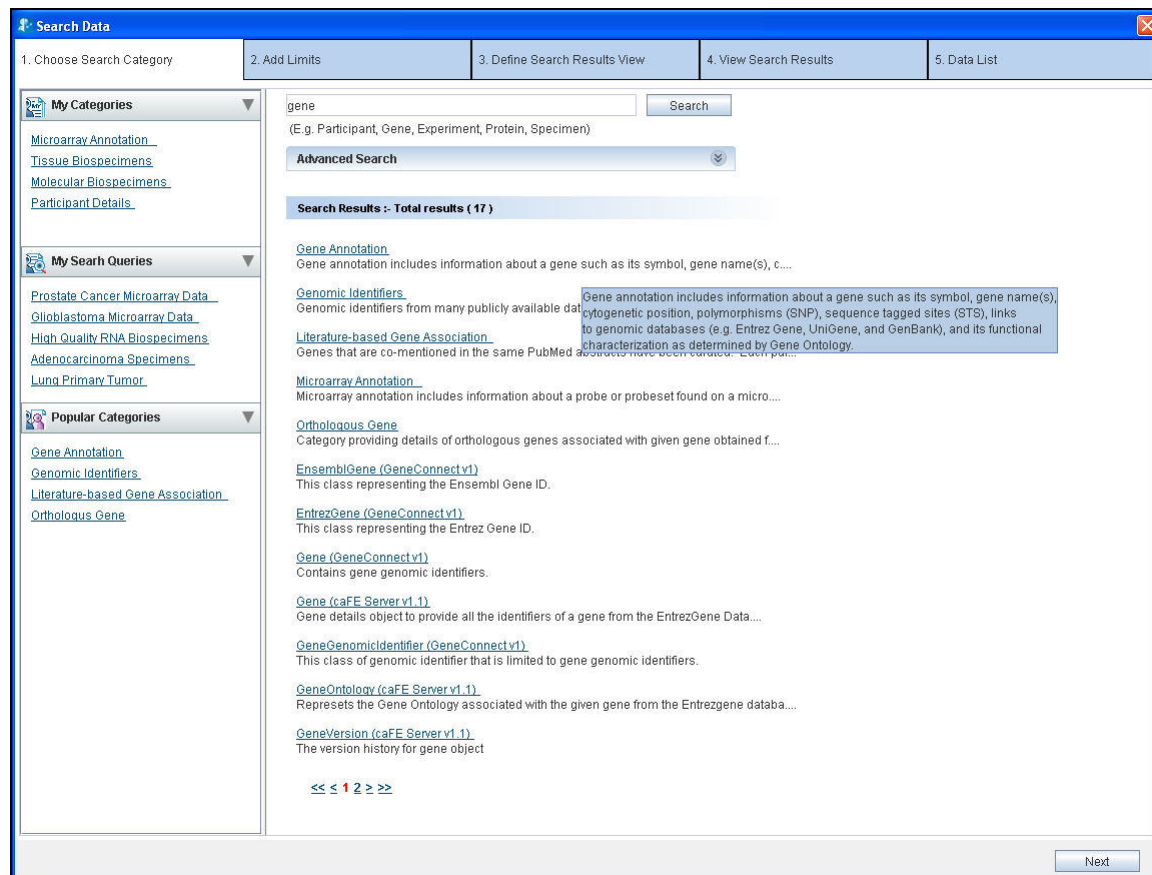 Search Data
1. Choose Search Category
2. Add Limits
3. Define Search Results View
4. View Search Results
5. Data List
My Categories
Microarray Annotation
Tissue Biospecimens
Molecular Biospecimens
Participant Details
My Searh Queries
Prostate Cancer Microarray Data
Glioblastoma Microarray Data
High Quality RNA Biospecimens
Adenocarcinoma Specimens
Lung Primary Tumor
Popular Categories
Gene Annotation
Genomic Identifiers
Literature-based Gene Association
Orthologus Gene
gene
Search
(E.g. Participant, Gene, Experiment, Protein, Specimen)
Advanced Search
Search Results :- Total results ( 17 )
Gene Annotation
Gene annotation includes information about a gene such as its symbol, gene name(s), c....
Genomic Identifiers
Genomic identifiers from many publicly available dat
Gene annotation includes information about a gene such as its symbol, gene name(s),
cytogenetic position, polymorphisms (SNP), sequence tagged sites (STS), links
to genomic databases (e.g. Entrez Gene, UniGene, and GenBank), and its functional
characterization as determined by Gene Ontology.
Literature-based Gene Association
Genes that are co-mentioned in the same PubMed abstracts have been curated. Each
Microarray Annotation
Microarray annotation includes information about a probe or probeset found on a micro....
Orthologous Gene
Category providing details of orthologous genes associated with given gene obtained f....
EnsemblGene (GeneConnect v1)
This class representing the Ensembl Gene ID.
EntrezGene (GeneConnect v1)
This class representing the Entrez Gene ID.
Gene (GeneConnect v1)
Contains gene genomic identifiers.
Gene (caFE Server v1.1)
Gene details object to provide all the identifiers of a gene from the EntrezGene Data....
GeneGenomicIdentifier (GeneConnect v1)
This class of genomic identifier that is limited to gene genomic identifiers.
GeneOntology (caFE Server v1.1)
Represets the Gene Ontology associated with the given gene from the Entrezgene databa....
GeneVersion (caFE Server v1.1)
The version history for gene object
<< < 1 2 > >>
Next